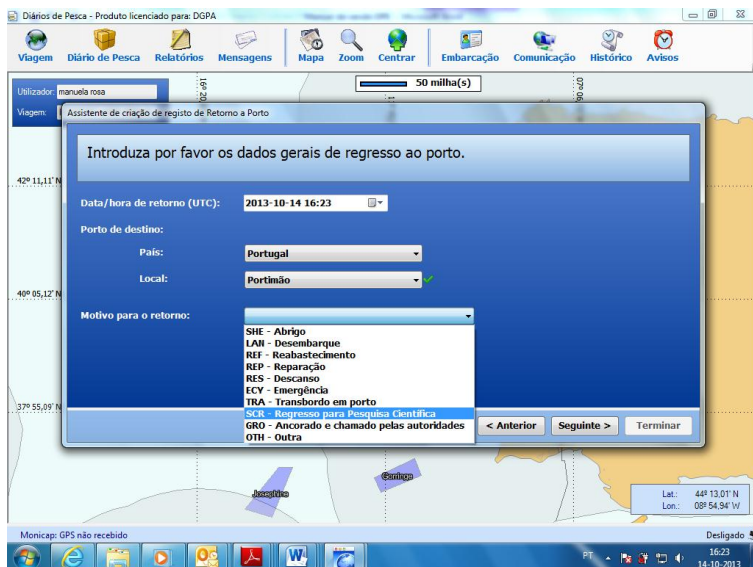 Diários de Pesca - Produto licenciado para: DGPA
Viagem Diário de Pesca Relatórios Mensagens Mapa Zoom Centrar Embarcação Comunicação Histórico Avisos
50 milha(s)
Utilizador: manuela rosa
Viagem:
16º 20
07º 06
Assistente de criação de registo de Retorno a Porto
Introduza por favor os dados gerais de regresso ao porto.
42º 11,11' N
Data/hora de retorno (UTC): 2013-10-14 16:23
Porto de destino:
País: Portugal
Local: Portimão
40º 05,12' N
Motivo para o retorno:
SHE - Abrigo
LAN - Desembarque
REF - Reabastecimento
REP - Reparação
RES - Descanso
ECY - Emergência
TRA - Transbordo em porto
SCR - Regresso para Pesquisa Científica
GRO - Ancorado e chamado pelas autoridades
OTH - Outra
37º 55,09' N
< Anterior Seguinte > Terminar
Gorringe
Josephine
Lat.: 44º 13,01' N
Lon.: 08º 54,94' W
Monicap: GPS não recebido
Desligado
PT
16:23
14-10-2013